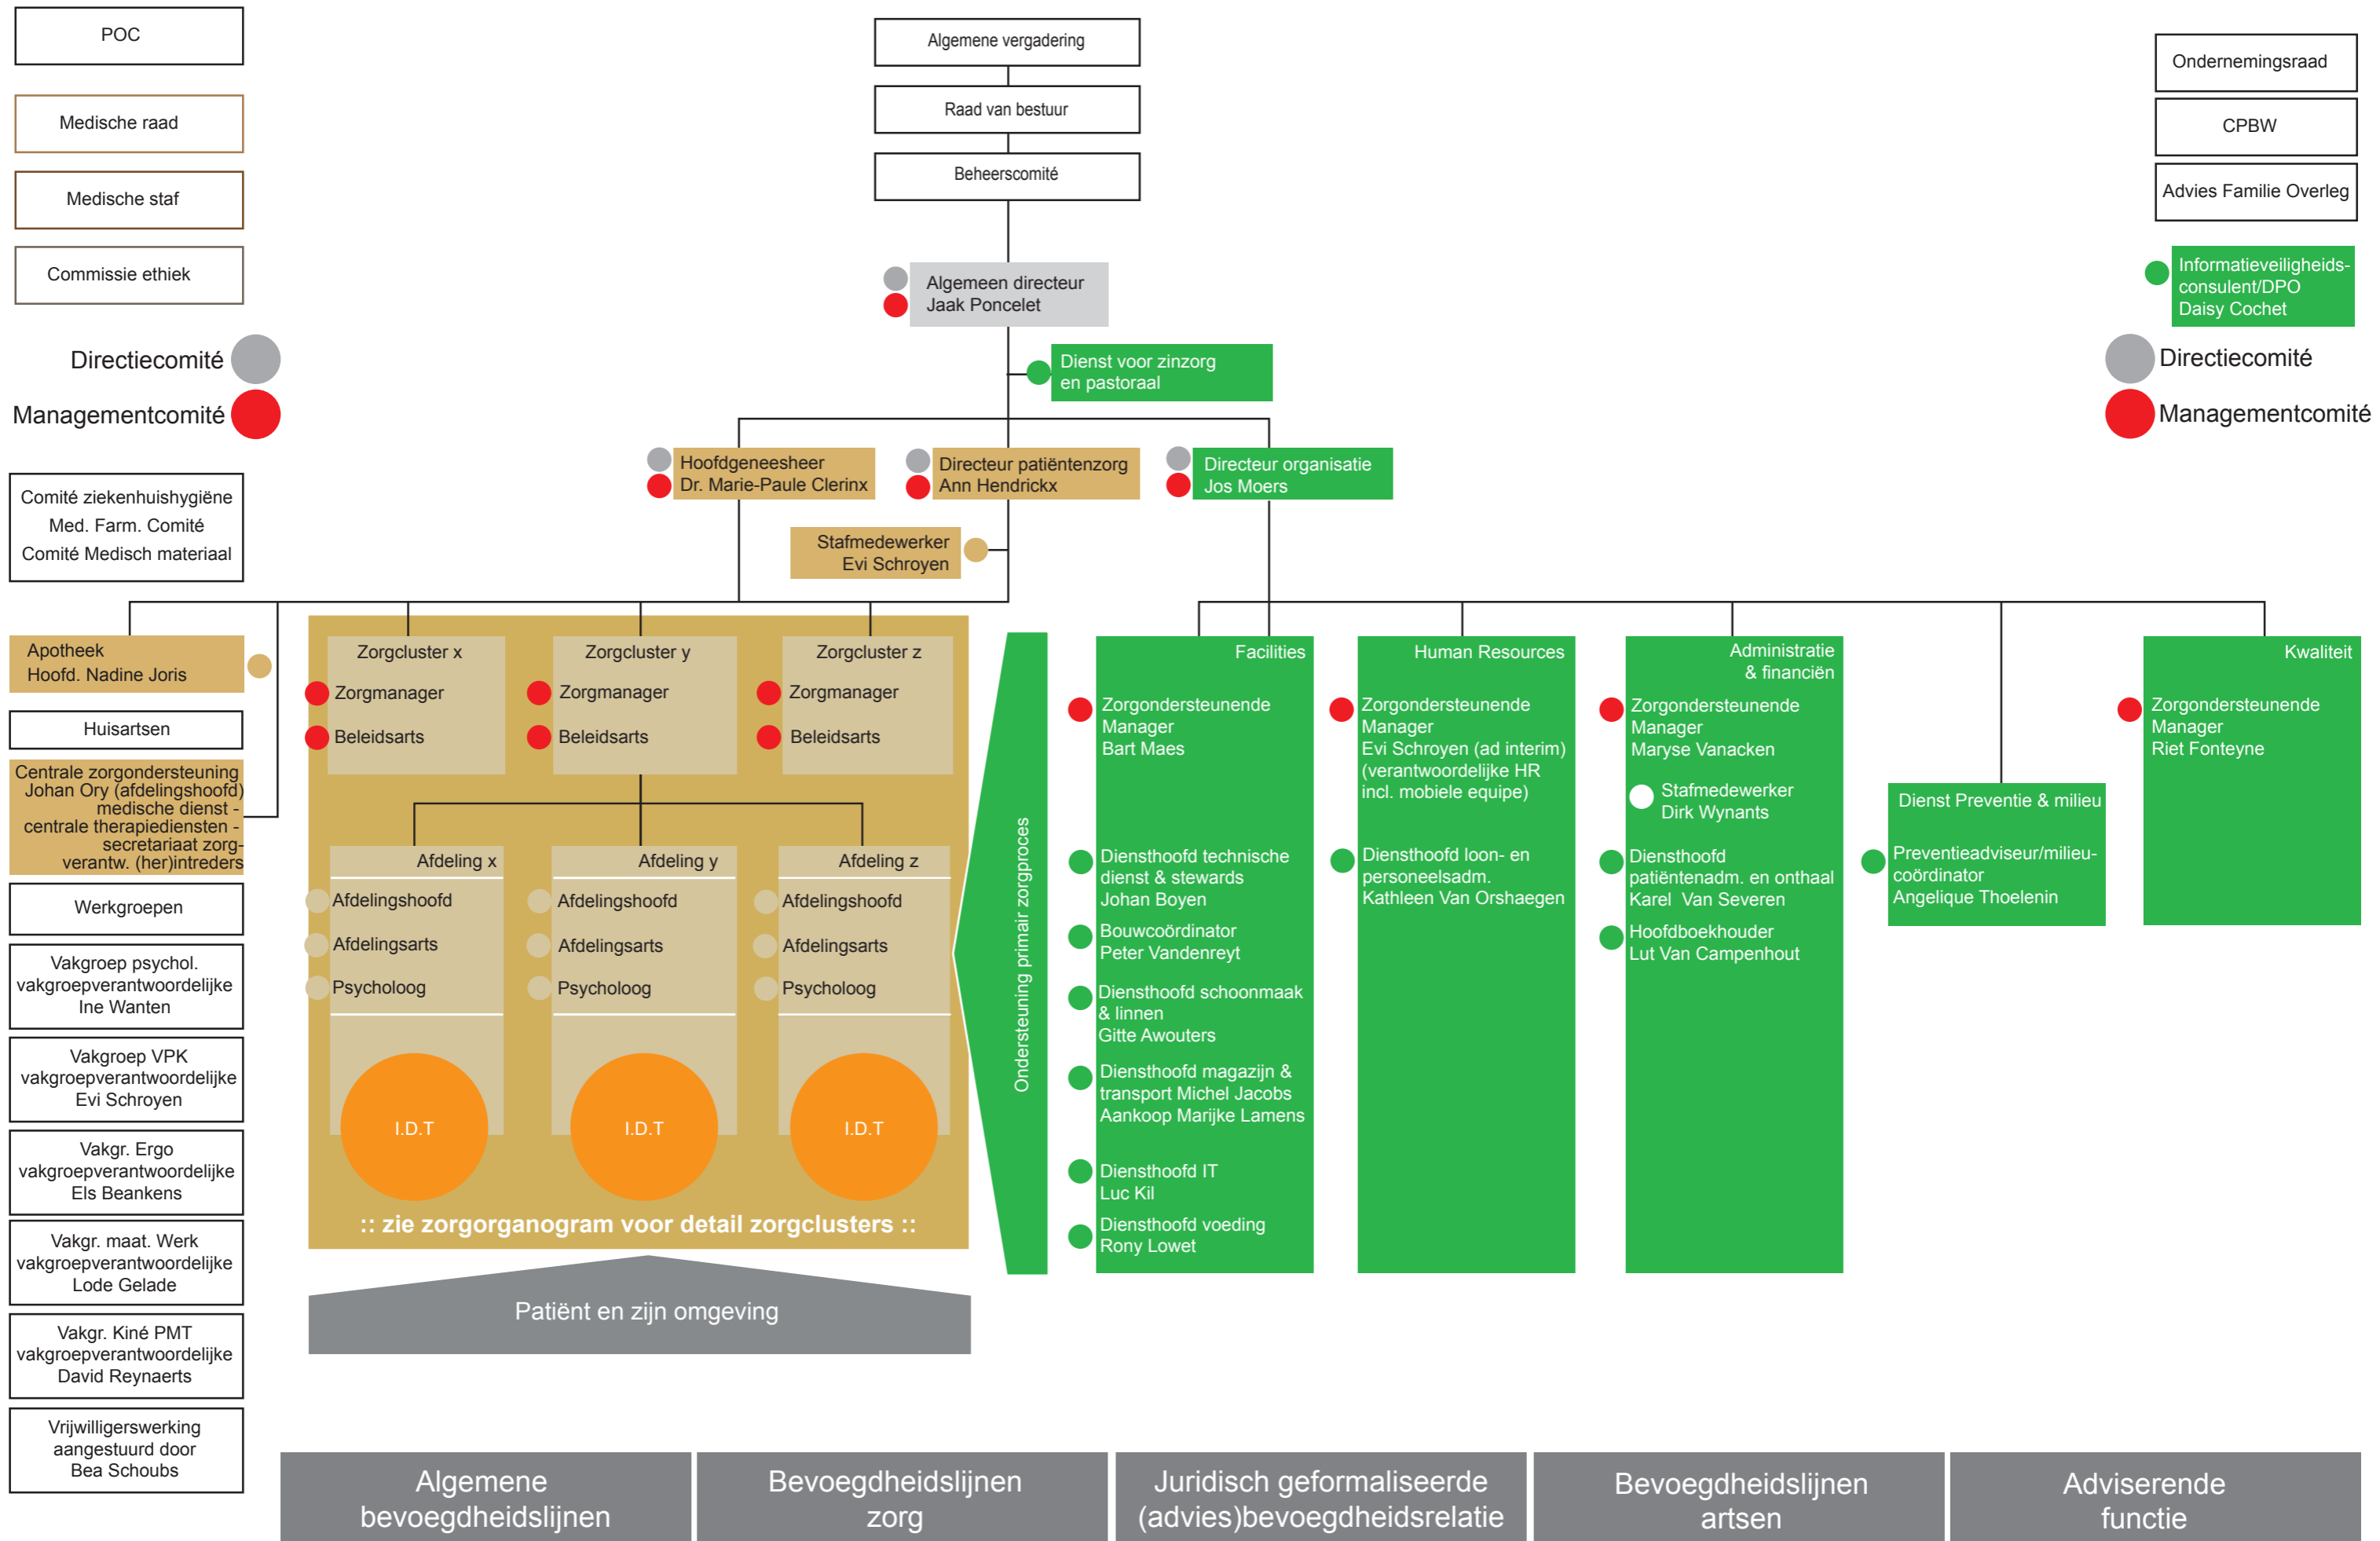 POC
Medische raad
Medische staf
Commissie ethiek
Directiecomité
Managementcomité
Algemene vergadering
Raad van bestuur
Beheerscomité
Algemeen directeur
Jaak Poncelet
Dienst voor zinzorg
en pastoraal
Ondernemingsraad
CPBW
Advies Familie Overleg
Informatieveiligheids-
consulent/DPO
Daisy Cochet
Directiecomité
Managementcomité
Hoofdgeneesheer
Dr. Marie-Paule Clerinx
Directeur patiëntenzorg
Ann Hendrickx
Directeur organisatie
Jos Moers
Stafmedewerker
Evi Schroyen
Comité ziekenhuishygiëne
Med. Farm. Comité
Comité Medisch materiaal
Apotheek
Hoofd. Nadine Joris
Huisartsen
Centrale zorgondersteuning
Johan Ory (afdelingshoofd)
medische dienst -
centrale therapiediensten -
secretariaat zorg-
verantw. (her)intreders
Werkgroepen
Vakgroep psychol.
vakgroepverantwoordelijke
Ine Wanten
Vakgroep VPK
vakgroepverantwoordelijke
Evi Schroyen
Vakgr. Ergo
vakgroepverantwoordelijke
Els Beankens
Vakgr. maat. Werk
vakgroepverantwoordelijke
Lode Gelade
Vakgr. Kiné PMT
vakgroepverantwoordelijke
David Reynaerts
Vrijwilligerswerking
aangestuurd door
Bea Schoubs
Zorgcluster x
Zorgmanager
Beleidsarts
Zorgcluster y
Zorgmanager
Beleidsarts
Zorgcluster z
Zorgmanager
Beleidsarts
Afdeling x
Afdelingshoofd
Afdelingsarts
Psycholoog
I.D.T
Afdeling y
Afdelingshoofd
Afdelingsarts
Psycholoog
I.D.T
Afdeling z
Afdelingshoofd
Afdelingsarts
Psycholoog
I.D.T
:: zie zorgorganogram voor detail zorgclusters ::
Patiënt en zijn omgeving
Ondersteuning primair zorgproces
Facilities
Zorgondersteunende
Manager
Bart Maes
Diensthoofd technische
dienst & stewards
Johan Boyen
Bouwcoördinator
Peter Vandenreyt
Diensthoofd schoonmaak
& linnen
Gitte Awouters
Diensthoofd magazijn &
transport Michel Jacobs
Aankoop Marijke Lamens
Diensthoofd IT
Luc Kil
Diensthoofd voeding
Rony Lowet
Human Resources
Zorgondersteunende
Manager
Evi Schroyen (ad interim)
(verantwoordelijke HR
incl. mobiele equipe)
Diensthoofd loon- en
personeelsadm.
Kathleen Van Orshaegen
Administratie
& financiën
Zorgondersteunende
Manager
Maryse Vanacken
Stafmedewerker
Dirk Wynants
Diensthoofd
patiëntenadm. en onthaal
Karel Van Severen
Hoofdboekhouder
Lut Van Campenhout
Dienst Preventie & milieu
Preventieadviseur/milieu-
coördinator
Angelique Thoelenin
Kwaliteit
Zorgondersteunende
Manager
Riet Fonteyne
Algemene
bevoegdheidslijnen
Bevoegdheidslijnen
zorg
Juridisch geformaliseerde
(advies)bevoegdheidsrelatie
Bevoegdheidslijnen
artsen
Adviserende
functie